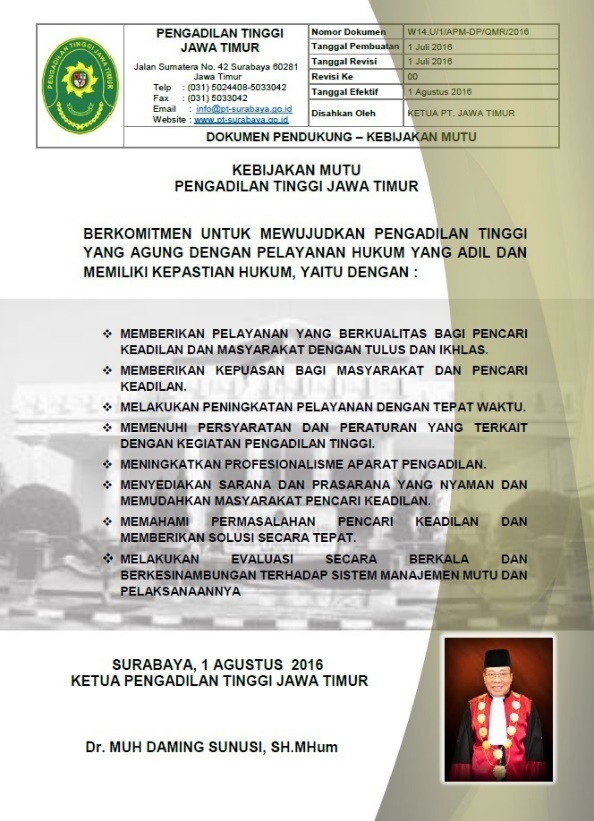 PENGADILAN TINGGI JAWA TIMUR
PENGADILAN TINGGI
JAWA TIMUR
Jalan Sumatera No. 42 Surabaya 60281
Jawa Timur
Telp : (031) 5024408-5033042
Fax : (031) 5033042
Email : info@pt-surabaya.go.id
Website : www.pt-surabaya.go.id
Nomor Dokumen W14.U/1/APM-DP/QMR/2016
Tanggal Pembuatan 1 Juli 2016
Tanggal Revisi 1 Juli 2016
Revisi Ke 00
Tanggal Efektif 1 Agustus 2016
Disahkan Oleh KETUA PT. JAWA TIMUR
DOKUMEN PENDUKUNG – KEBIJAKAN MUTU
KEBIJAKAN MUTU
PENGADILAN TINGGI JAWA TIMUR
BERKOMITMEN UNTUK MEWUJUDKAN PENGADILAN TINGGI
YANG AGUNG DENGAN PELAYANAN HUKUM YANG ADIL DAN
MEMILIKI KEPASTIAN HUKUM, YAITU DENGAN :
❖ MEMBERIKAN PELAYANAN YANG BERKUALITAS BAGI PENCARI
KEADILAN DAN MASYARAKAT DENGAN TULUS DAN IKHLAS.
❖ MEMBERIKAN KEPUASAN BAGI MASYARAKAT DAN PENCARI
KEADILAN.
❖ MELAKUKAN PENINGKATAN PELAYANAN DENGAN TEPAT WAKTU.
❖ MEMENUHI PERSYARATAN DAN PERATURAN YANG TERKAIT
DENGAN KEGIATAN PENGADILAN TINGGI.
❖ MENINGKATKAN PROFESIONALISME APARAT PENGADILAN.
❖ MENYEDIAKAN SARANA DAN PRASARANA YANG NYAMAN DAN
MEMUDAHKAN MASYARAKAT PENCARI KEADILAN.
❖ MEMAHAMI PERMASALAHAN PENCARI KEADILAN DAN
MEMBERIKAN SOLUSI SECARA TEPAT.
❖ MELAKUKAN EVALUASI SECARA BERKALA DAN
BERKESINAMBUNGAN TERHADAP SISTEM MANAJEMEN MUTU DAN
PELAKSANAANNYA
SURABAYA, 1 AGUSTUS 2016
KETUA PENGADILAN TINGGI JAWA TIMUR
Dr. MUH DAMING SUNUSI, SH.MHum